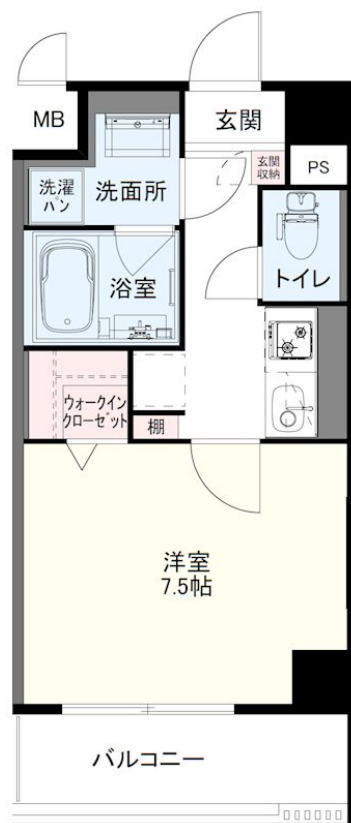 MB
玄関
玄関
収納
PS
洗濯
パン
洗面所
トイレ
浴室
ウォークイン
クローゼット
棚
洋室
7.5帖
バルコニー